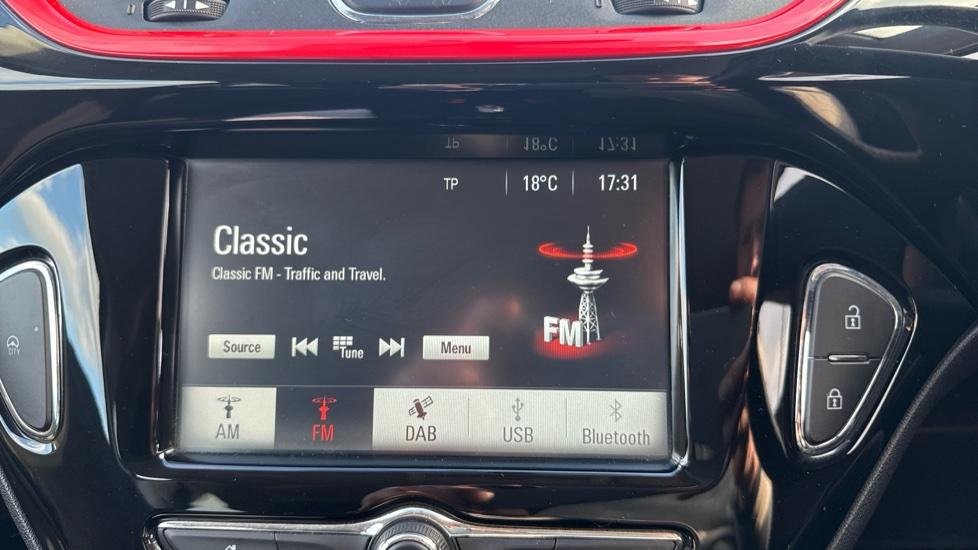 TP 18°C 17:31
Classic
Classic FM - Traffic and Travel.
FM
Source Tune Menu
AM FM DAB USB Bluetooth
CITY